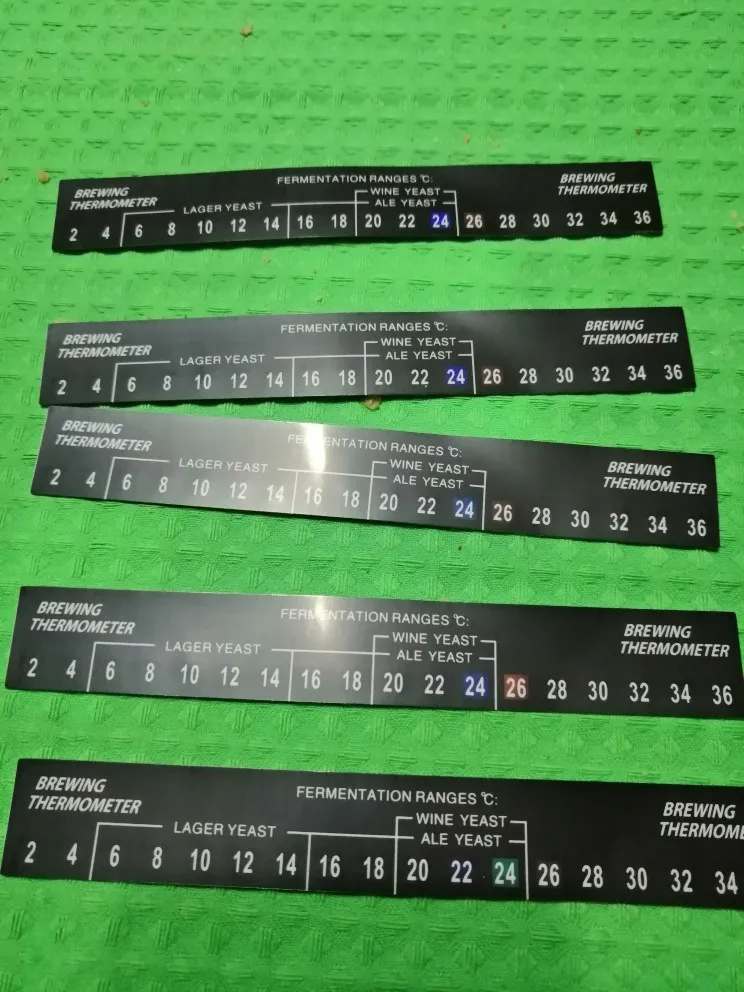 FERMENTATION RANGES ℃:
BREWING THERMOMETER
LAGER YEAST
WINE YEAST
ALE YEAST
BREWING THERMOMETER
2 4 6 8 10 12 14 16 18 20 22 24 26 28 30 32 34 36
FERMENTATION RANGES ℃:
BREWING THERMOMETER
LAGER YEAST
WINE YEAST
ALE YEAST
BREWING THERMOMETER
2 4 6 8 10 12 14 16 18 20 22 24 26 28 30 32 34 36
FERMENTATION RANGES ℃:
BREWING THERMOMETER
LAGER YEAST
WINE YEAST
ALE YEAST
BREWING THERMOMETER
2 4 6 8 10 12 14 16 18 20 22 24 26 28 30 32 34 36
FERMENTATION RANGES ℃:
BREWING THERMOMETER
LAGER YEAST
WINE YEAST
ALE YEAST
BREWING THERMOMETER
2 4 6 8 10 12 14 16 18 20 22 24 26 28 30 32 34 36
FERMENTATION RANGES ℃:
BREWING THERMOMETER
LAGER YEAST
WINE YEAST
ALE YEAST
BREWING THERMOME
2 4 6 8 10 12 14 16 18 20 22 24 26 28 30 32 34